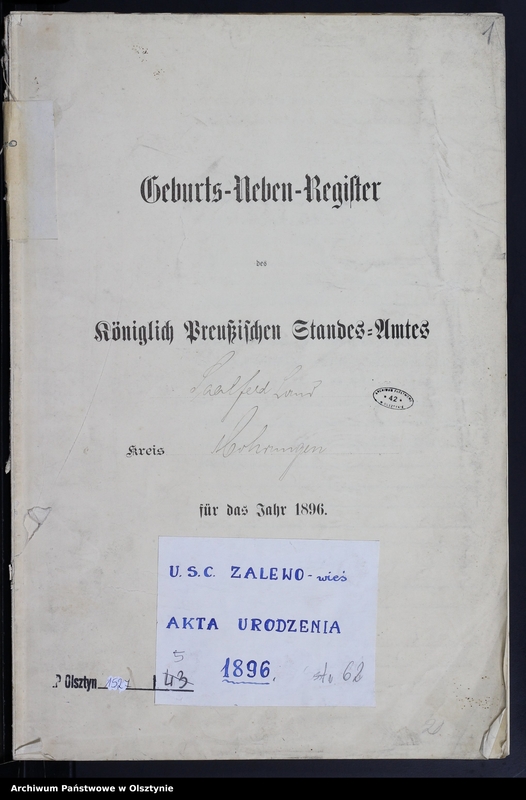 1
Geburts-Neben-Register
des
Königlich Preußischen Standes-Amtes
Saalfeld Land
42
Kreis Mohrungen
für das Jahr 1896.
U.S.C. ZALEWO - wieś
AKTA URODZENIA
1896.
5
43
62
P Olsztyn 1527
Archiwum Państwowe w Olsztynie